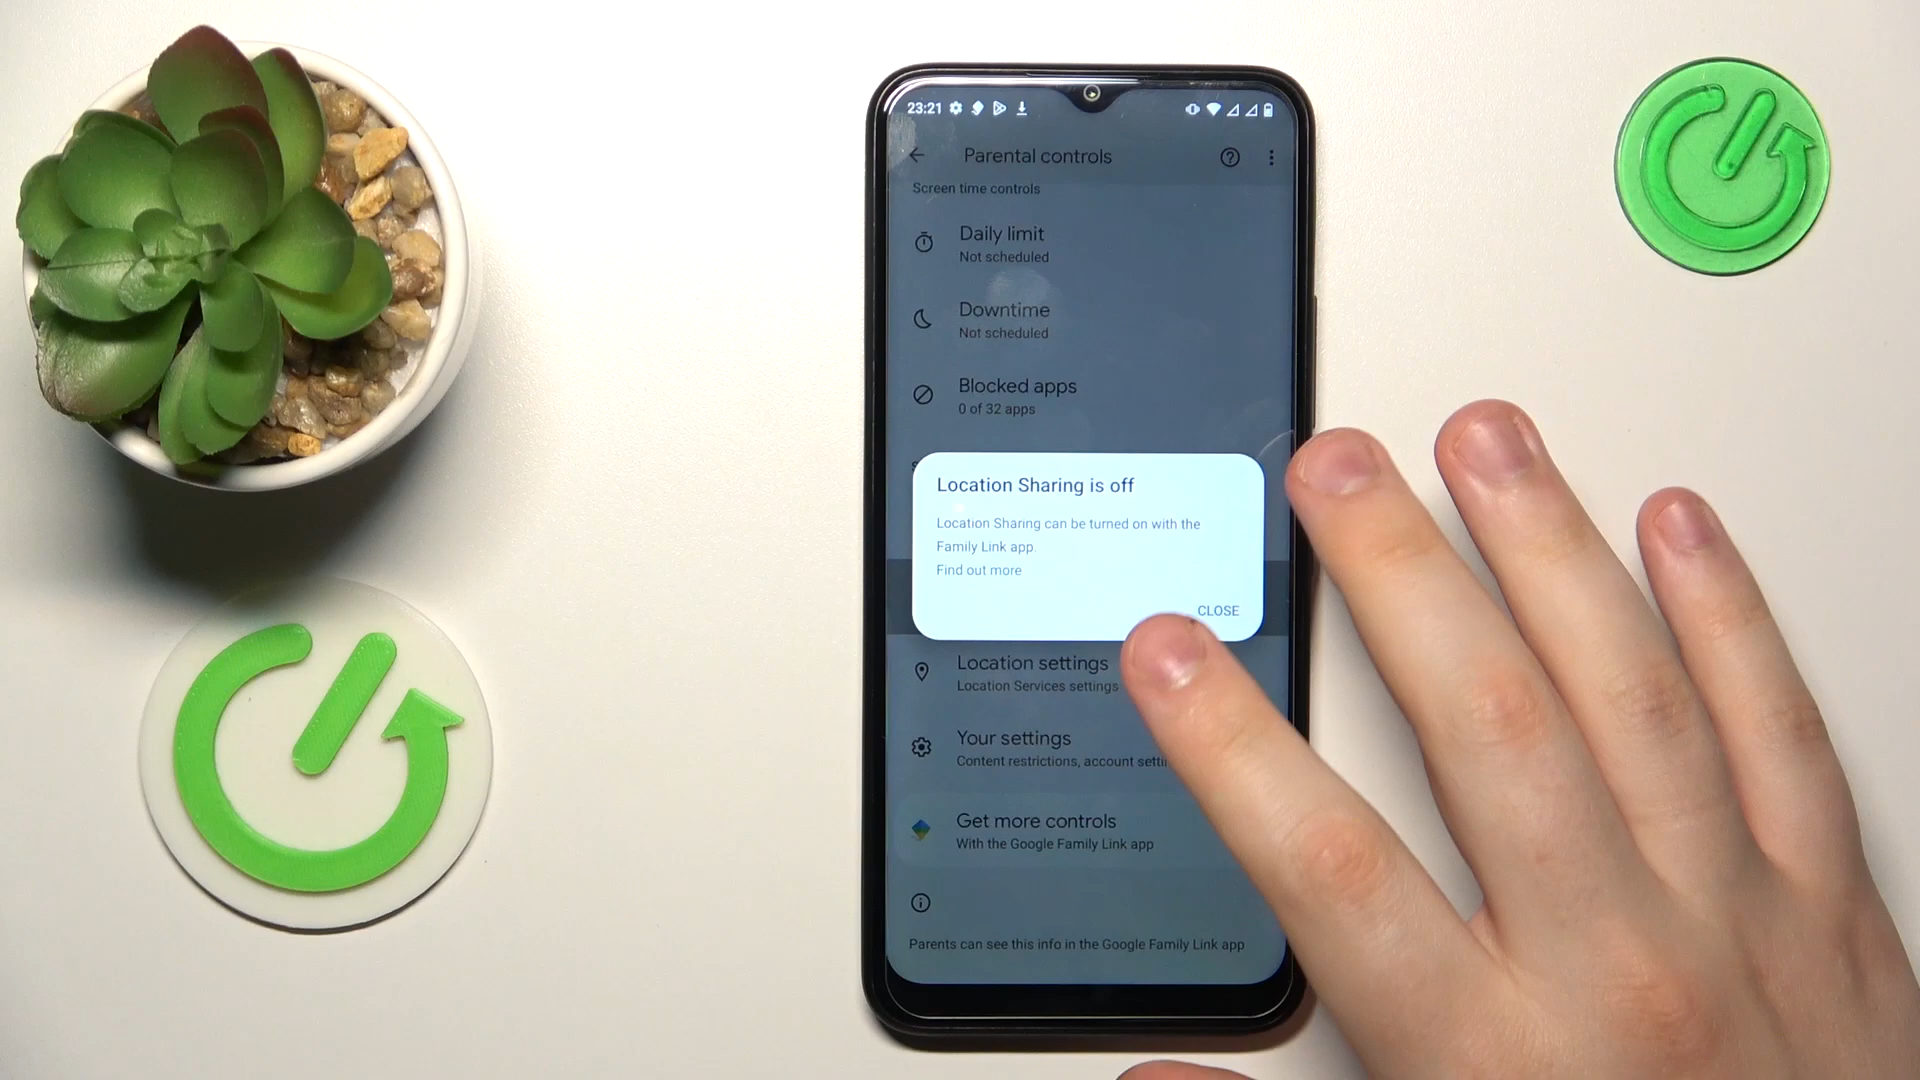 23:21
Parental controls
Screen time controls
Daily limit
Not scheduled
Downtime
Not scheduled
Blocked apps
0 of 32 apps
Location Sharing is off
Location Sharing can be turned on with the
Family Link app.
Find out more
CLOSE
Location settings
Location Services settings
Your settings
Content restrictions, account
Get more controls
With the Google Family Link app
Parents can see this info in the Google Family Link app